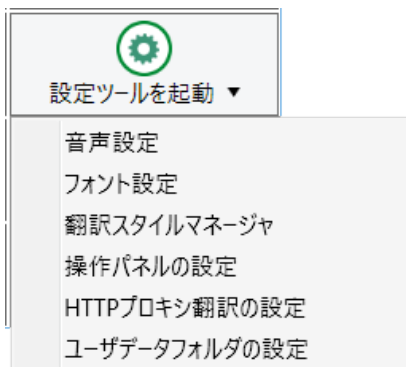 設定ツールを起動 ▼
音声設定
フォント設定
翻訳スタイルマネージャ
操作パネルの設定
HTTPプロキシ翻訳の設定
ユーザデータフォルダの設定